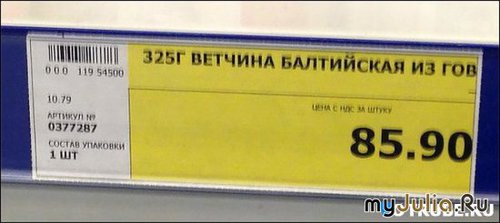 325Г ВЕТЧИНА БАЛТИЙСКАЯ ИЗ ГОВ
000 119 54500
10.79
ЦЕНА С НДС ЗА ШТУКУ
АРТИКУЛ №
0377287
85.90
СОСТАВ УПАКОВКИ
1 ШТ
myJulia.Ru